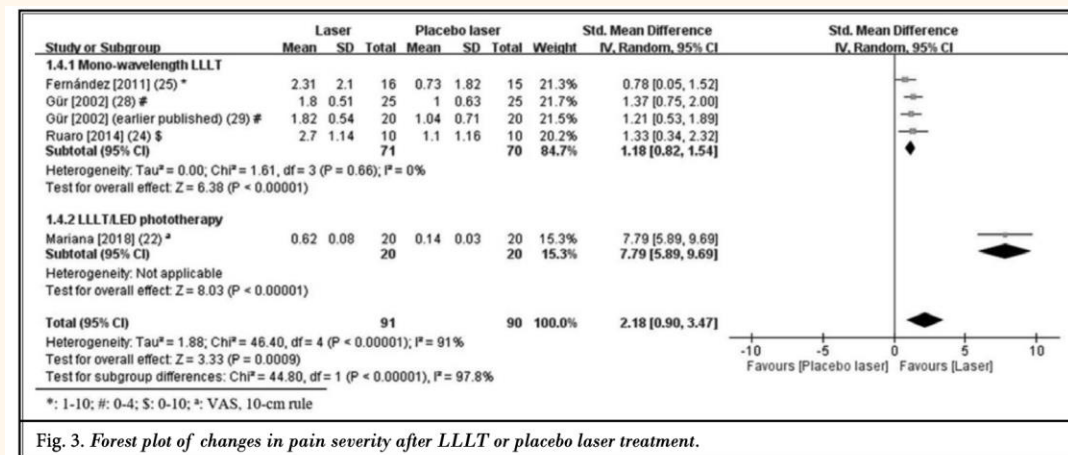 Laser Placebo laser Std. Mean Difference Std. Mean Difference
Study or Subgroup Mean SD Total Mean SD Total Weight IV, Random, 95% CI IV, Random, 95% CI
1.4.1 Mono-wavelength LLLT
Fernández [2011] (25) * 2.31 2.1 16 0.73 1.82 15 21.3% 0.78 [0.05, 1.52]
Gür [2002] (28) # 1.8 0.51 25 1 0.63 25 21.7% 1.37 [0.75, 2.00]
Gür [2002] (earlier published) (29) # 1.82 0.54 20 1.04 0.71 20 21.5% 1.21 [0.53, 1.89]
Ruaro [2014] (24) $ 2.7 1.14 10 1.1 1.16 10 20.2% 1.33 [0.34, 2.32]
Subtotal (95% CI) 71 70 84.7% 1.18 [0.82, 1.54]
Heterogeneity: Tau² = 0.00; Chi² = 1.61, df = 3 (P = 0.66); I² = 0%
Test for overall effect: Z = 6.38 (P < 0.00001)
1.4.2 LLLT/LED phototherapy
Mariana [2018] (22) ª 0.62 0.08 20 0.14 0.03 20 15.3% 7.79 [5.89, 9.69]
Subtotal (95% CI) 20 20 15.3% 7.79 [5.89, 9.69]
Heterogeneity: Not applicable
Test for overall effect: Z = 8.03 (P < 0.00001)
Total (95% CI) 91 90 100.0% 2.18 [0.90, 3.47]
Heterogeneity: Tau² = 1.88; Chi² = 46.40, df = 4 (P < 0.00001); I² = 91%
Test for overall effect: Z = 3.33 (P = 0.0009)
Test for subgroup differences: Chi² = 44.80, df = 1 (P < 0.00001), I² = 97.8%
-10 -5 0 5 10
Favours [Placebo laser] Favours [Laser]
*: 1-10; #: 0-4; $: 0-10; ª: VAS, 10-cm rule
Fig. 3. Forest plot of changes in pain severity after LLLT or placebo laser treatment.